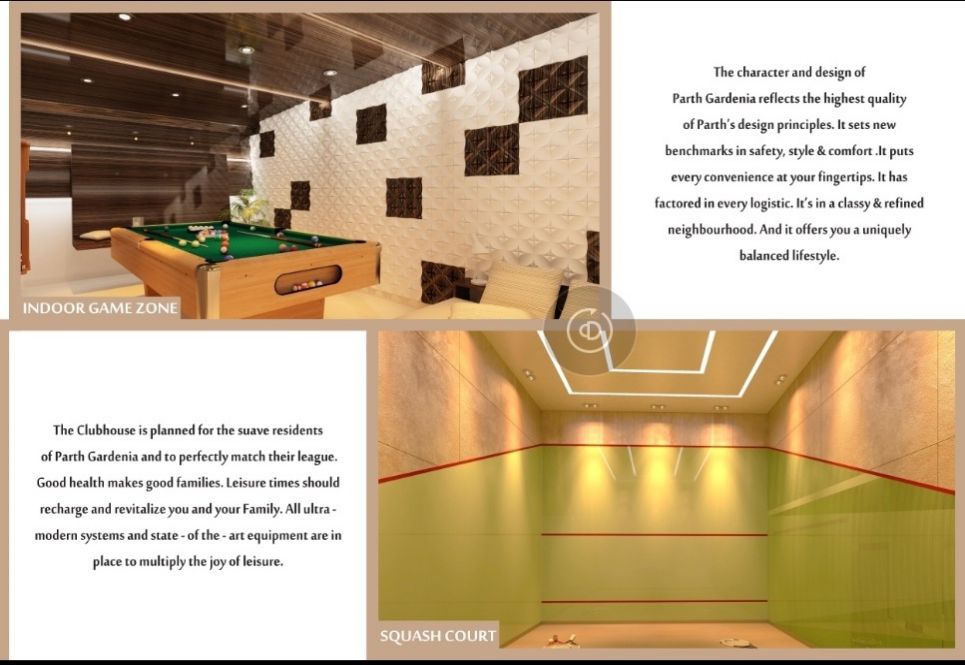 The character and design of
Parth Gardenia reflects the highest quality
of Parth's design principles. It sets new
benchmarks in safety, style & comfort .It puts
every convenience at your fingertips. It has
factored in every logistic. It's in a classy & refined
neighbourhood. And it offers you a uniquely
balanced lifestyle.
INDOOR GAME ZONE
The Clubhouse is planned for the suave residents
of Parth Gardenia and to perfectly match their league.
Good health makes good families. Leisure times should
recharge and revitalize you and your Family. All ultra -
modern systems and state - of the - art equipment are in
place to multiply the joy of leisure.
SQUASH COURT